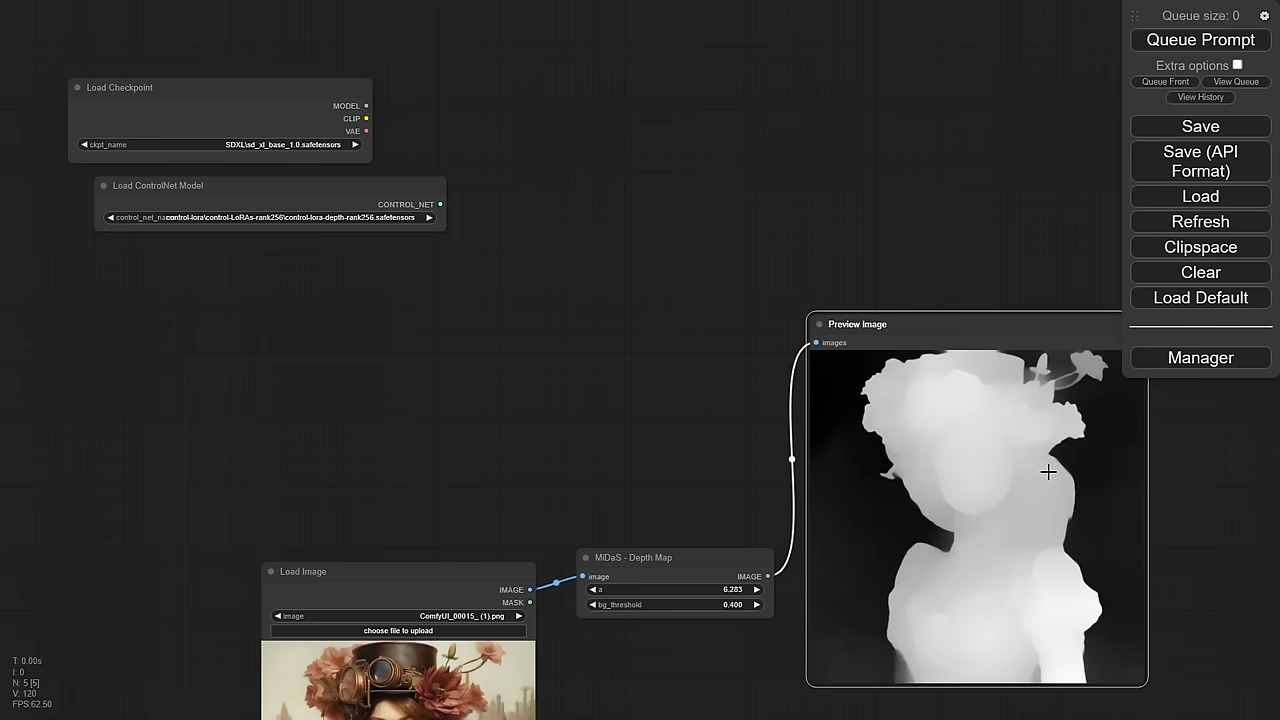 Queue size: 0
Queue Prompt
Extra options
Queue Front
View Queue
View History
Save
Save (API
Format)
Load
Refresh
Clipspace
Clear
Load Default
Manager
Load Checkpoint
MODEL
CLIP
VAE
ckpt_name SDXL\sd_xl_base_1.0.safetensors
Load ControlNet Model
CONTROL_NET
control_net_na control-lora\control-LoRAs-rank256\control-lora-depth-rank256.safetensors
Preview Image
images
MiDaS - Depth Map
image IMAGE
a 6.283
bg_threshold 0.400
Load Image
IMAGE
MASK
image ComfyUI_00015_ (1).png
choose file to upload
T: 0.00s
I: 0
N: 5 [5]
V: 120
FPS:62.50